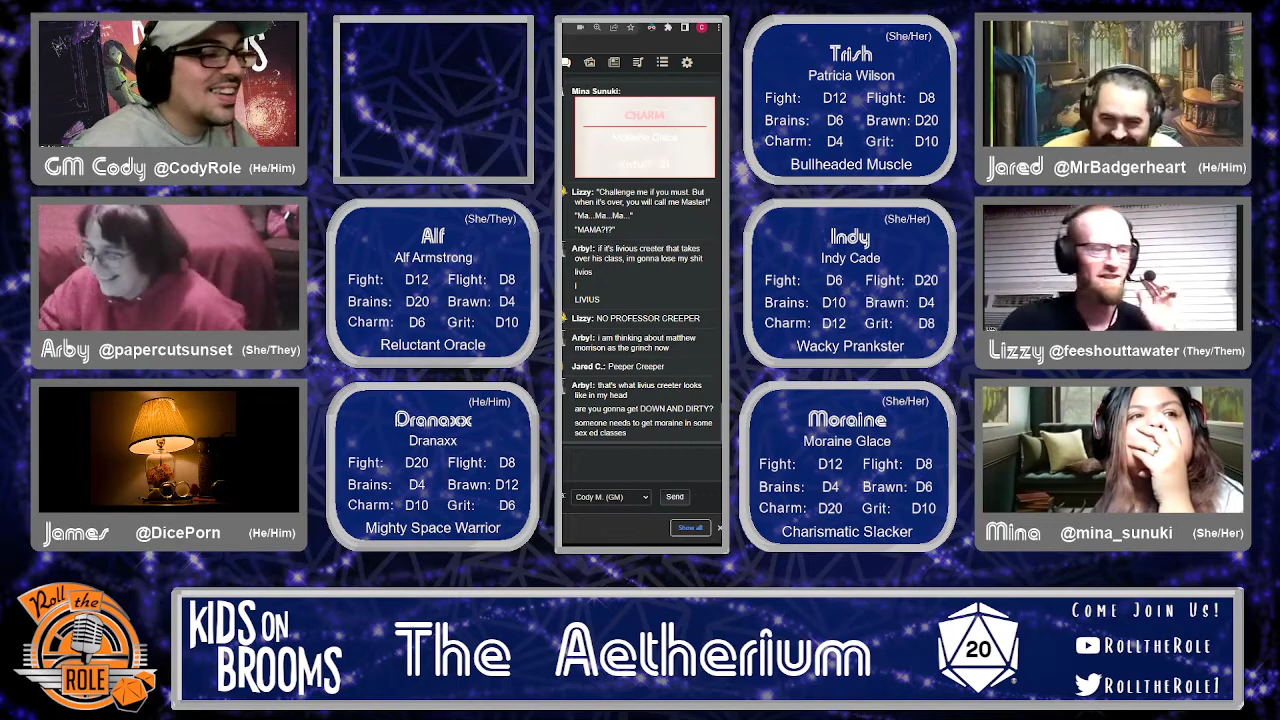 GM Cody @CodyRole (He/Him)
Arby @papercutsunset (She/They)
James @DicePorn (He/Him)
(She/They)
Alf
Alf Armstrong
Fight: D12 Flight: D8
Brains: D20 Brawn: D4
Charm: D6 Grit: D10
Reluctant Oracle
(He/Him)
Dranaxx
Dranaxx
Fight: D20 Flight: D8
Brains: D4 Brawn: D12
Charm: D10 Grit: D6
Mighty Space Warrior
Mina Sunuki:
CHARM
Lizzy: "Challenge me if you must. But
when it's over, you will call me Master!"
"Ma...Ma...Ma..."
"MAMA?!?"
Arby!: if it's livious creeter that takes
over his class, im gonna lose my shit
livios
l
LIVIUS
Lizzy: NO PROFESSOR CREEPER
Arby!: i am thinking about matthew
morrison as the grinch now
Jared C.: Peeper Creeper
Arby!: that's what livius creeter looks
like in my head
are you gonna get DOWN AND DIRTY?
someone needs to get moraine in some
sex ed classes
Cody M. (GM)
Send
Show all
(She/Her)
Trish
Patricia Wilson
Fight: D12 Flight: D8
Brains: D6 Brawn: D20
Charm: D4 Grit: D10
Bullheaded Muscle
(She/Her)
Indy
Indy Cade
Fight: D6 Flight: D20
Brains: D10 Brawn: D4
Charm: D12 Grit: D8
Wacky Prankster
(She/Her)
Moraine
Moraine Glace
Fight: D12 Flight: D8
Brains: D4 Brawn: D6
Charm: D20 Grit: D10
Charismatic Slacker
Jared @MrBadgerheart (He/Him)
Lizzy @feeshouttawater (They/Them)
Mina @mina_sunuki (She/Her)
Roll the
ROLE
KIDS ON
BROOMS
The Aetherium
20
COME JOIN US!
ROLLTHEROLE
ROLLTHEROLE1